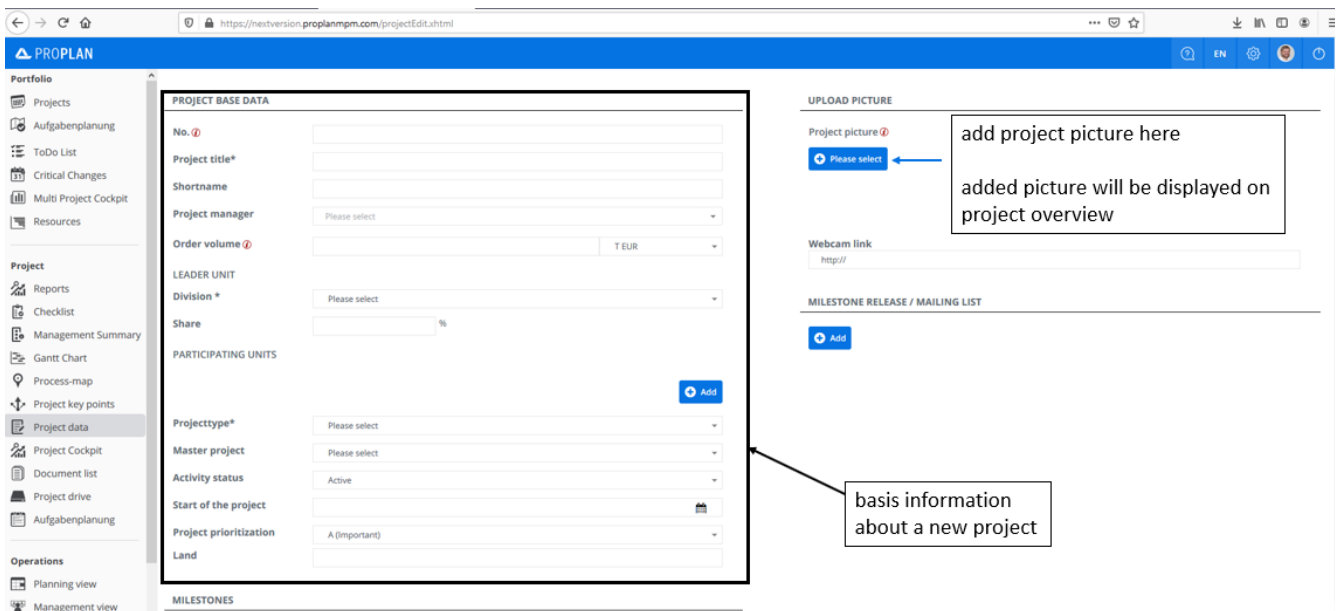 https://nextversion.proplanmpm.com/projectEdit.xhtml
PROPLAN
EN
Portfolio
Projects
Aufgabenplanung
ToDo List
31
Critical Changes
Multi Project Cockpit
Resources
Project
Reports
Checklist
Management Summary
Gantt Chart
Process-map
Project key points
Project data
Project Cockpit
Document list
Project drive
Aufgabenplanung
Operations
Planning view
Management view
PROJECT BASE DATA
No.
Project title*
Shortname
Project manager Please select
Order volume T EUR
LEADER UNIT
Division * Please select
Share %
PARTICIPATING UNITS
Add
Projecttype* Please select
Master project Please select
Activity status Active
Start of the project
Project prioritization A (Important)
Land
MILESTONES
UPLOAD PICTURE
Project picture
Please select
add project picture here
added picture will be displayed on
project overview
Webcam link
http://
MILESTONE RELEASE / MAILING LIST
Add
basis information
about a new project